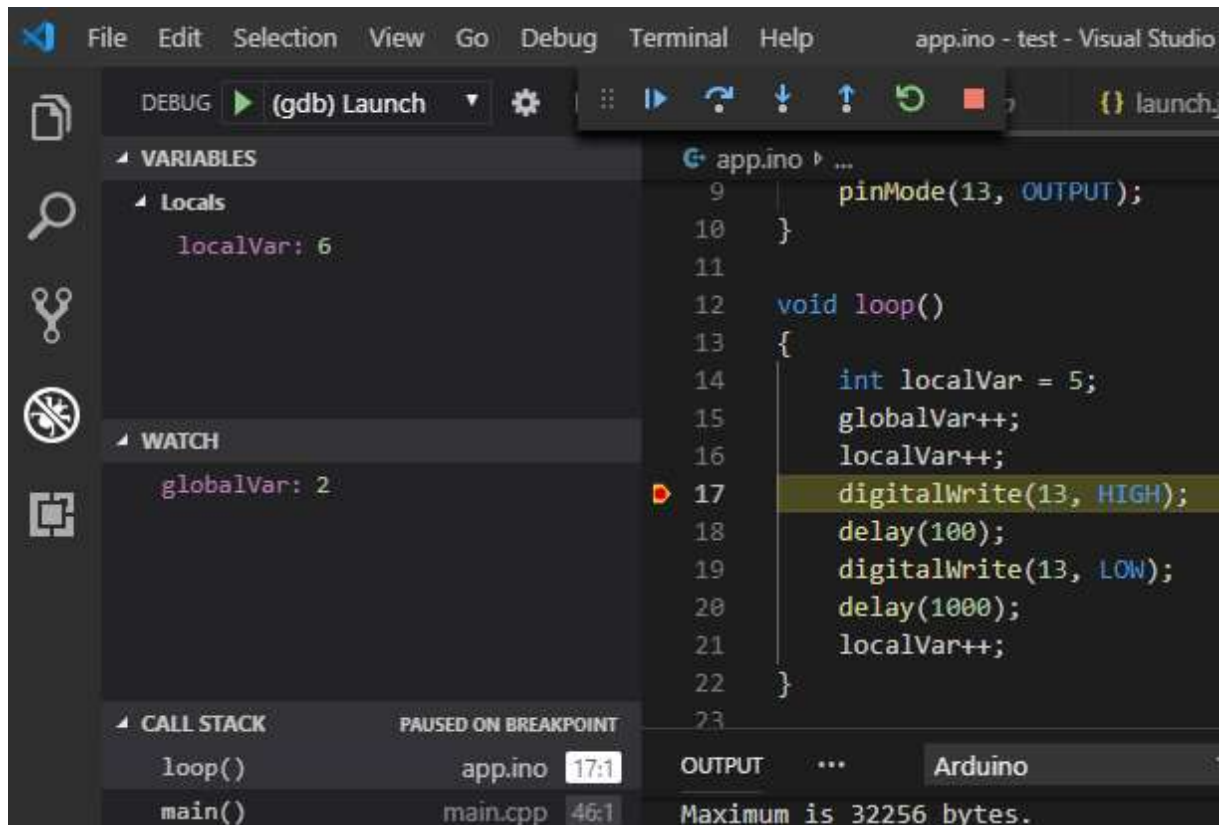 File Edit Selection View Go Debug Terminal Help app.ino - test - Visual Studio
DEBUG (gdb) Launch
{} launch.j
VARIABLES
Locals
localVar: 6
WATCH
globalVar: 2
CALL STACK PAUSED ON BREAKPOINT
loop() app.ino 17:1
main() main.cpp 46:1
app.ino ...
9 pinMode(13, OUTPUT);
10 }
11
12 void loop()
13 {
14 int localVar = 5;
15 globalVar++;
16 localVar++;
17 digitalWrite(13, HIGH);
18 delay(100);
19 digitalWrite(13, LOW);
20 delay(1000);
21 localVar++;
22 }
23
OUTPUT ... Arduino
Maximum is 32256 bytes.